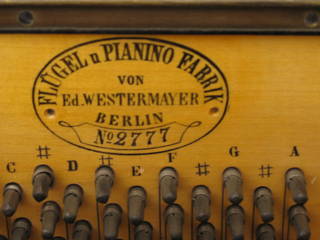 FLÜGEL u PIANINO FABRIK
VON
Ed. WESTERMAYER
BERLIN
No 2777
C # D # E F # G # A